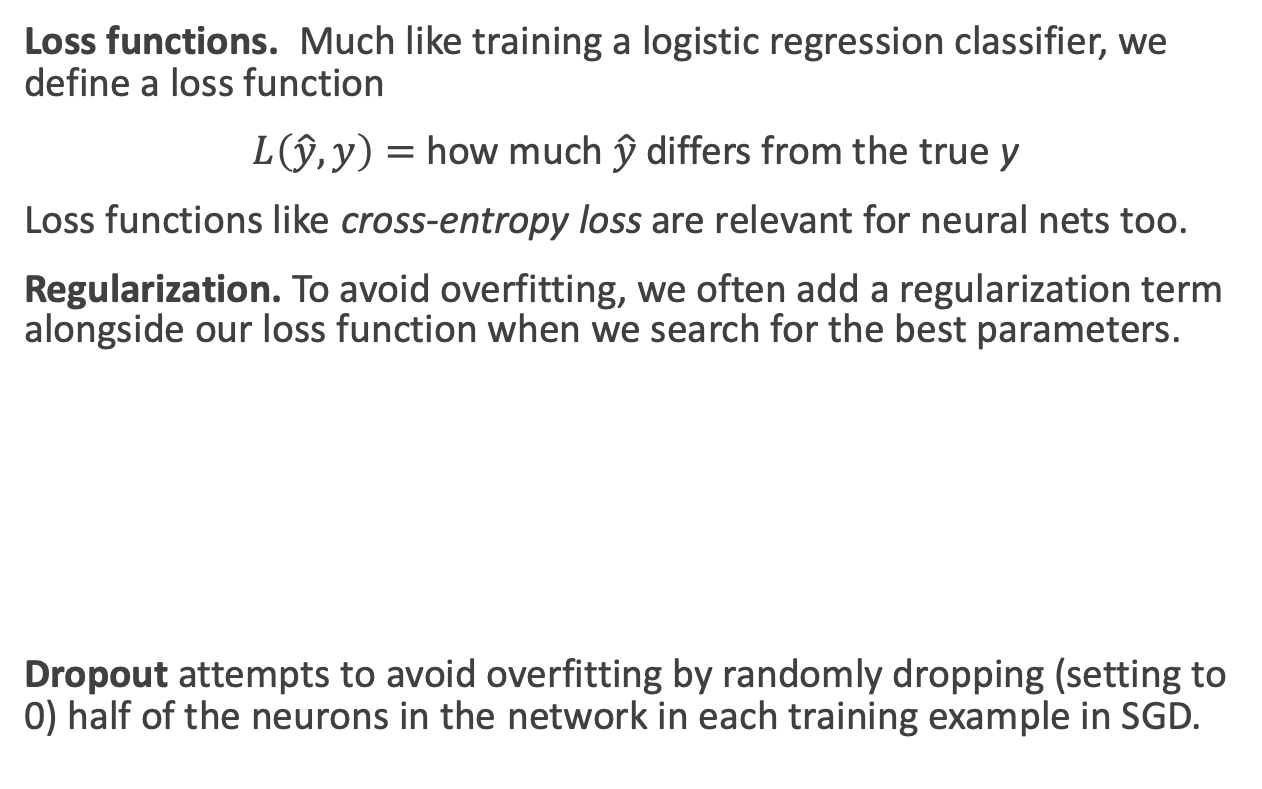 Loss functions.  Much like training a logistic regression classifier, we
define a loss function
L(ŷ, y) = how much ŷ differs from the true y
Loss functions like cross-entropy loss are relevant for neural nets too.
Regularization. To avoid overfitting, we often add a regularization term
alongside our loss function when we search for the best parameters.
Dropout attempts to avoid overfitting by randomly dropping (setting to
0) half of the neurons in the network in each training example in SGD.